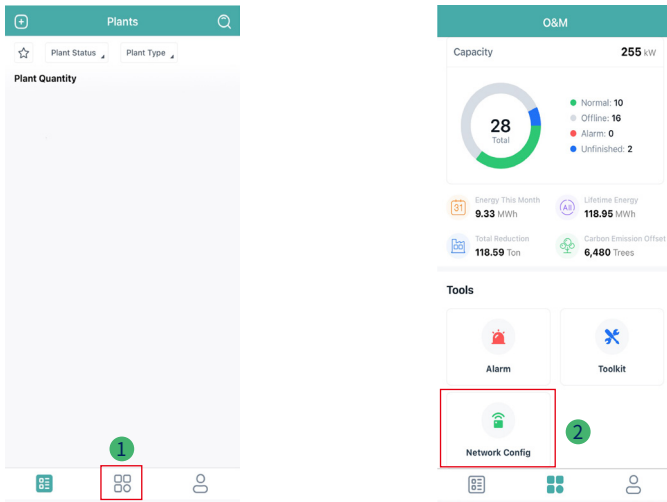 Plants
Plant Status
Plant Type
Plant Quantity
1
O&M
Capacity
255 kW
28
Total
Normal: 10
Offline: 16
Alarm: 0
Unfinished: 2
31
Energy This Month
9.33 MWh
All
Lifetime Energy
118.95 MWh
Total Reduction
118.59 Ton
Carbon Emission Offset
6,480 Trees
Tools
Alarm
Toolkit
Network Config
2